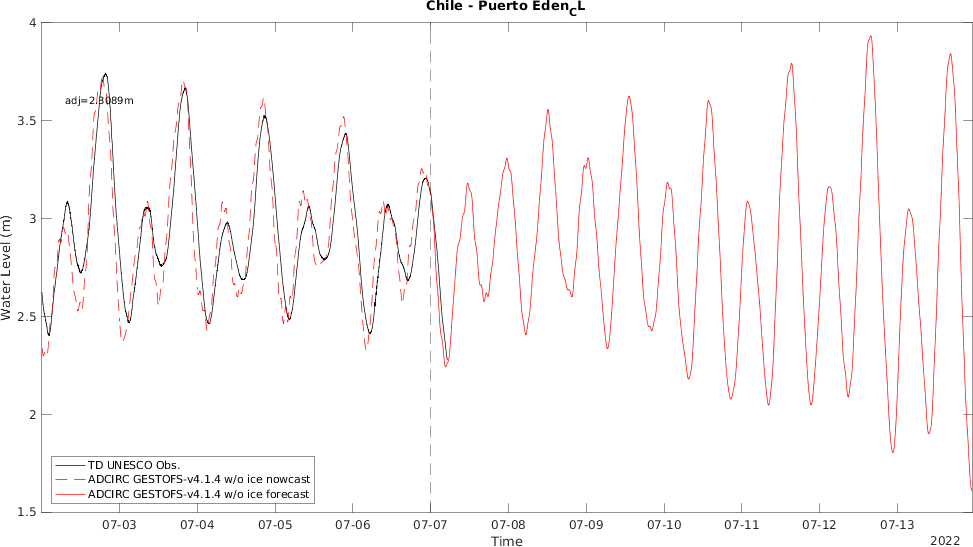 Chile - Puerto Eden_CL
4
3.5
3
2.5
2
1.5
Water Level (m)
adj=2.3089m
TD UNESCO Obs.
ADCIRC GESTOFS-v4.1.4 w/o ice nowcast
ADCIRC GESTOFS-v4.1.4 w/o ice forecast
07-03 07-04 07-05 07-06 07-07 07-08 07-09 07-10 07-11 07-12 07-13
Time
2022